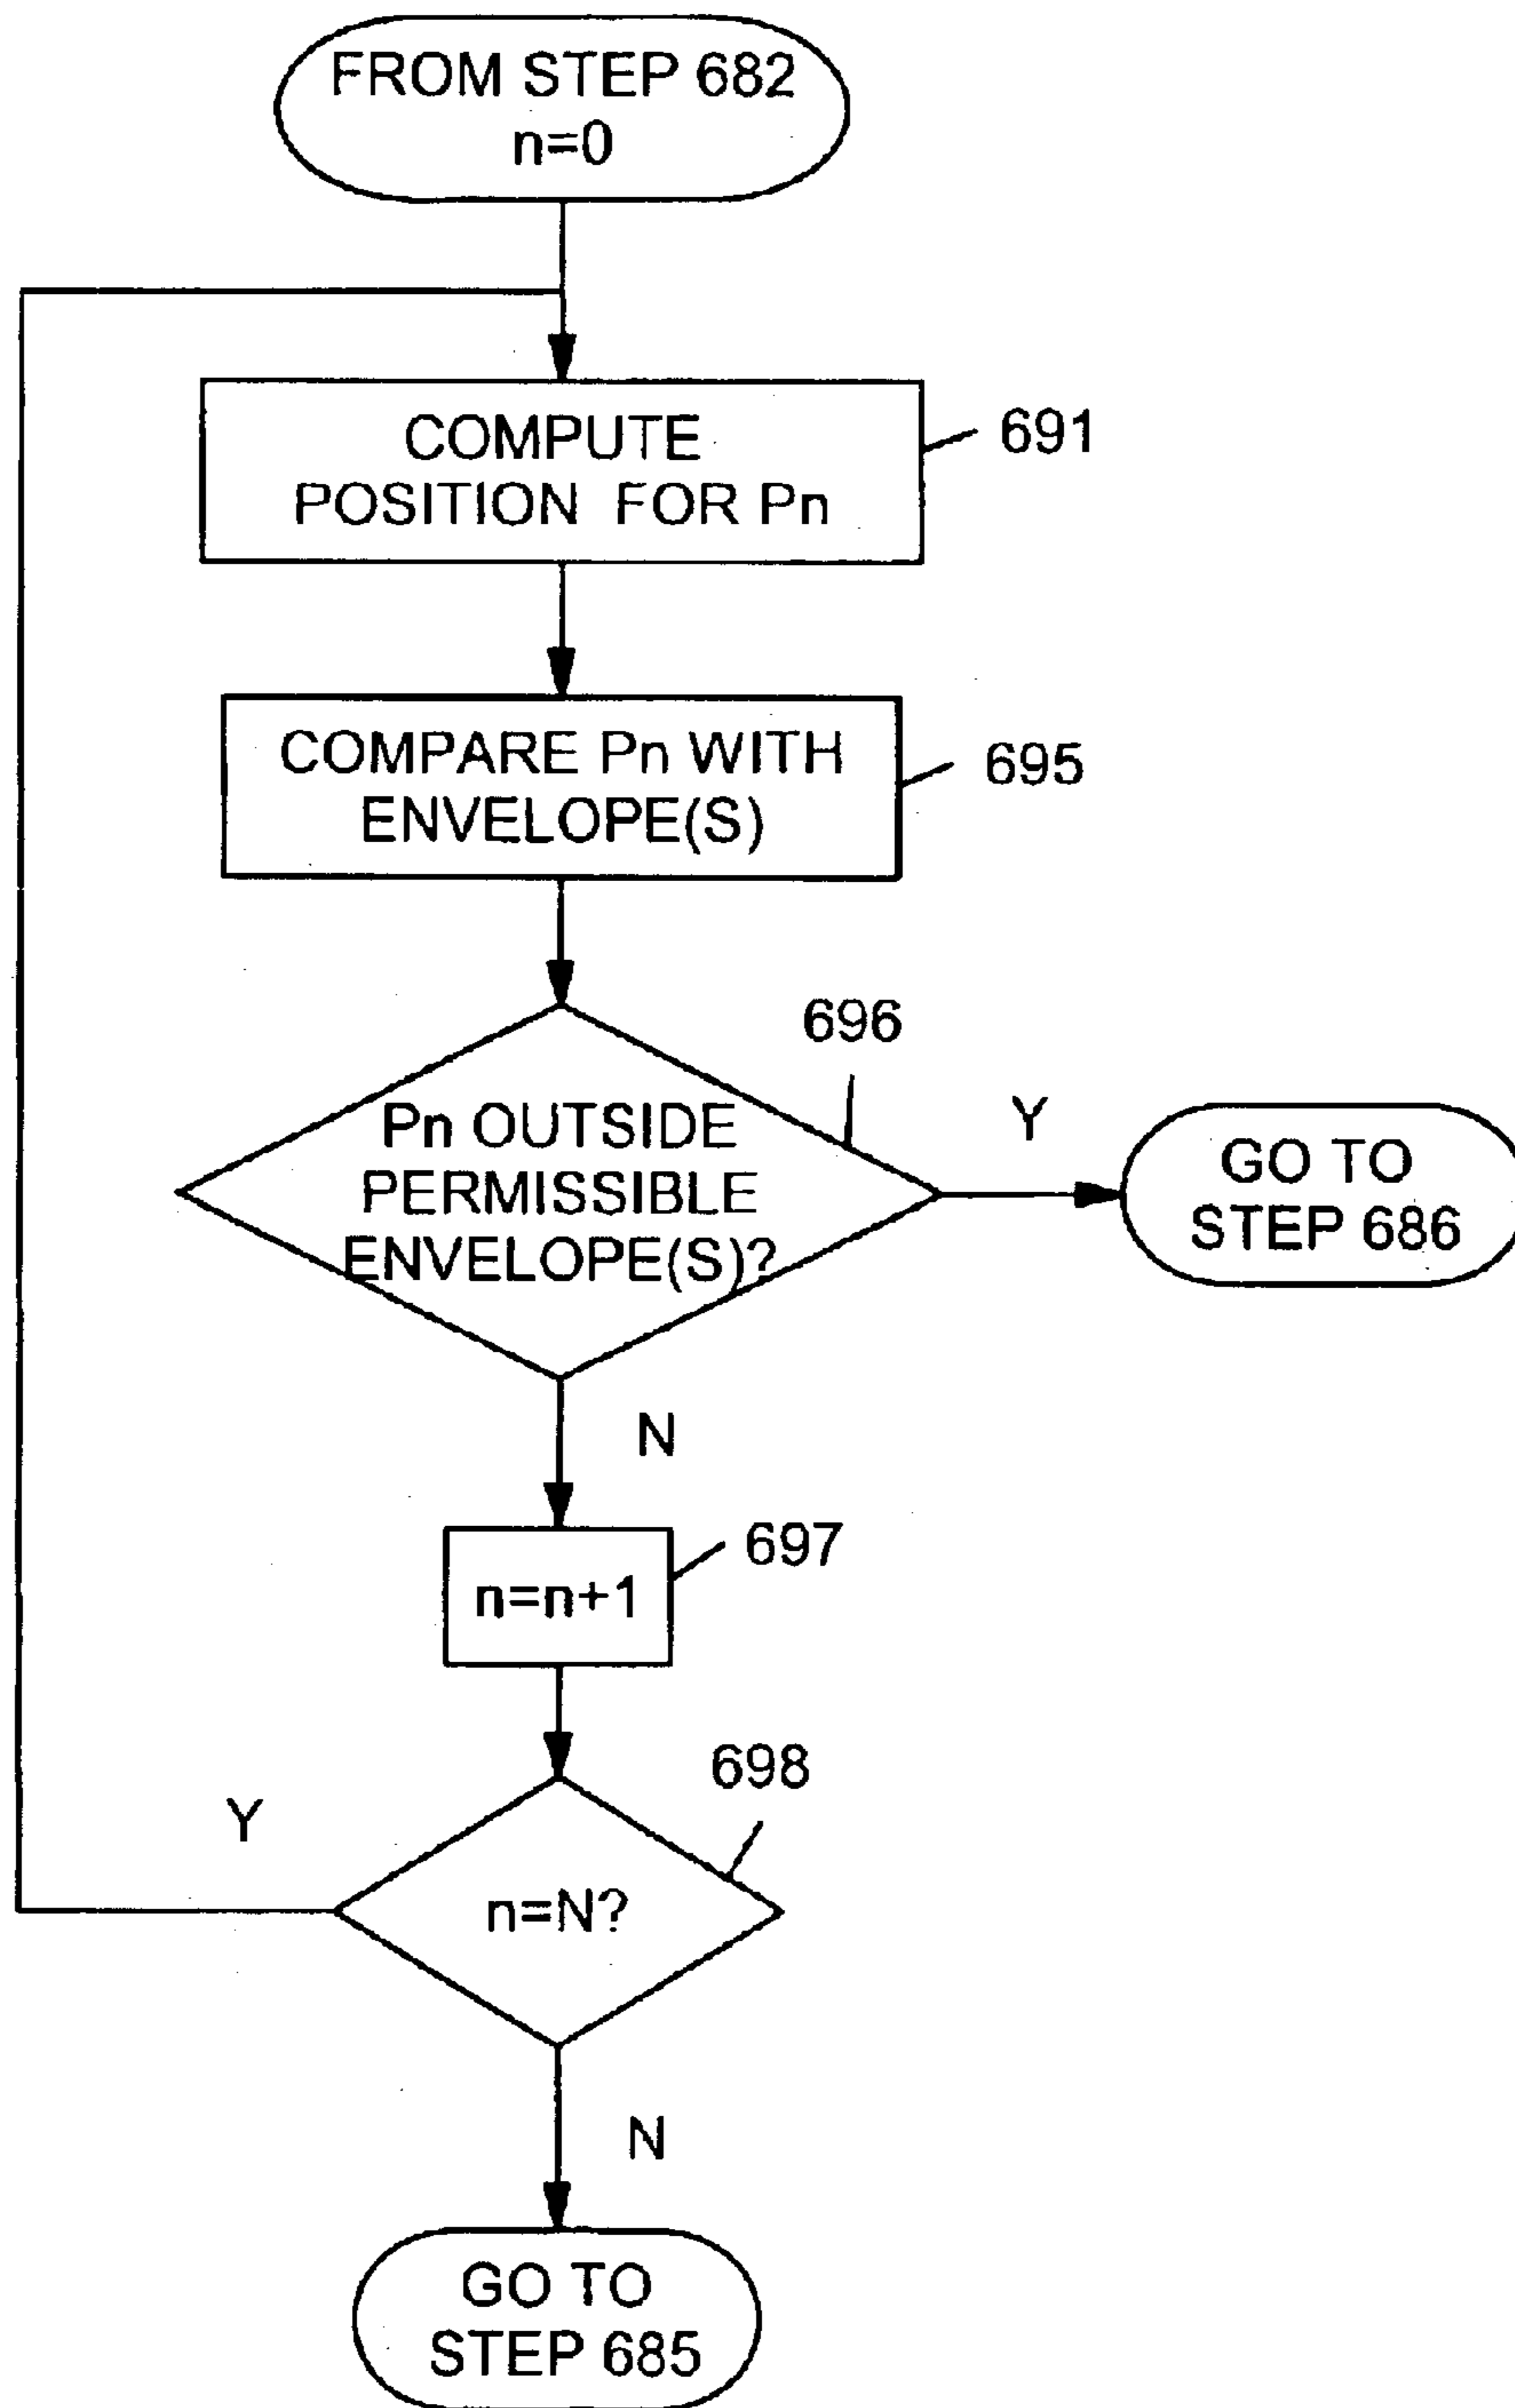 FROM STEP 682
n=0
COMPUTE
POSITION FOR Pn
691
COMPARE Pn WITH
ENVELOPE(S)
695
696
Pn OUTSIDE
PERMISSIBLE
ENVELOPE(S)?
Y
GO TO
STEP 686
N
697
n=n+1
698
Y
n=N?
N
GO TO
STEP 685